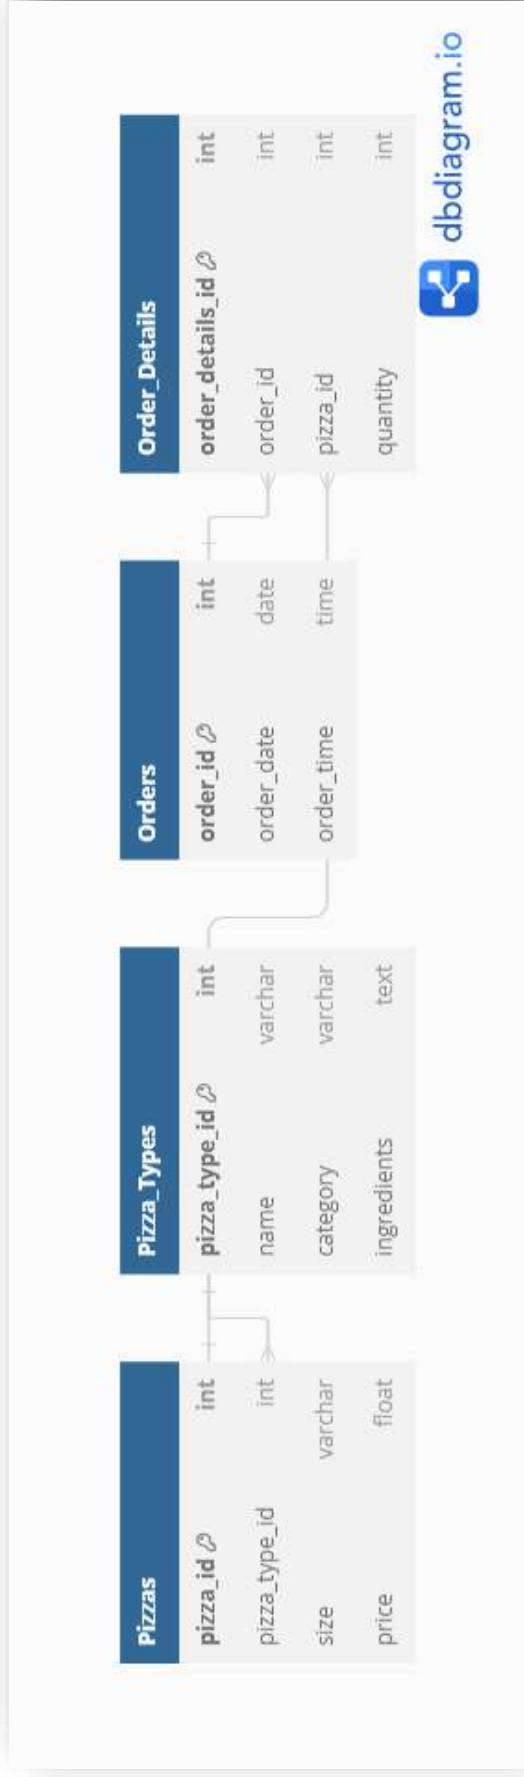 Pizzas
pizza_id int
pizza_type_id int
size varchar
price float
Pizza_Types
pizza_type_id int
name varchar
category varchar
ingredients text
Orders
order_id int
order_date date
order_time time
Order_Details
order_details_id int
order_id int
pizza_id int
quantity int
dbdiagram.io